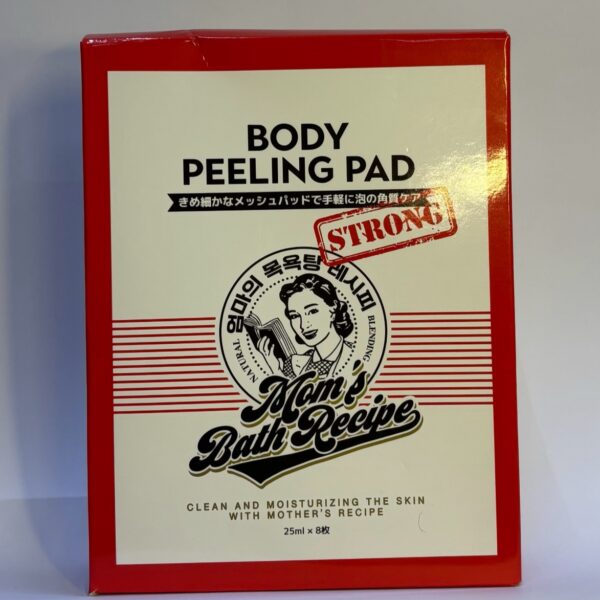 BODY
PEELING PAD
きめ細かなメッシュパッドで手軽に泡の角質ケア
STRONG
엄마의 목욕탕 레시피
NATURAL
BLENDING
Mom's
Bath Recipe
CLEAN AND MOISTURIZING THE SKIN
WITH MOTHER'S RECIPE
25ml × 8枚